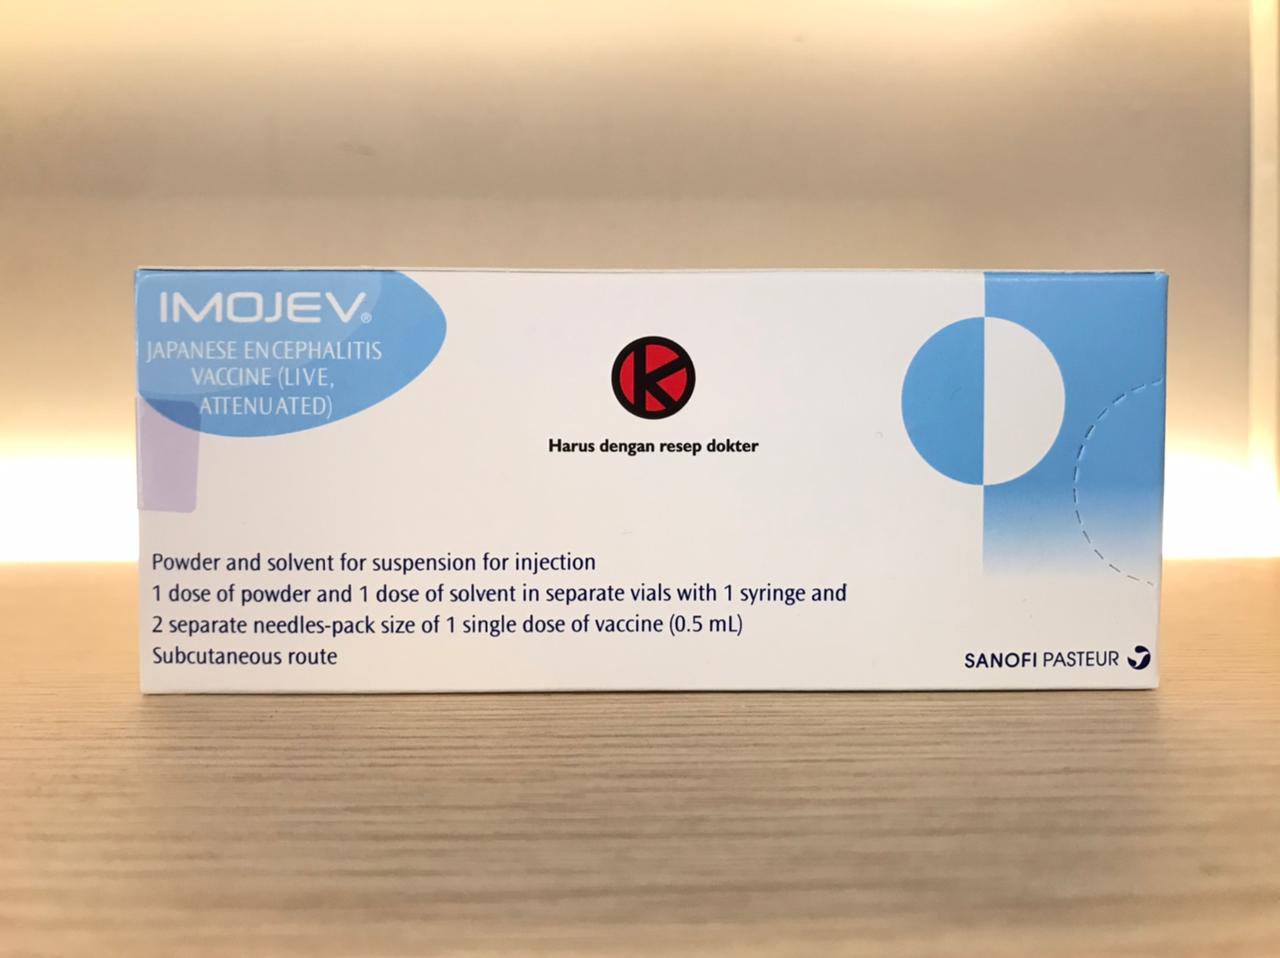 IMOJEV®
JAPANESE ENCEPHALITIS
VACCINE (LIVE,
ATTENUATED)
K
Harus dengan resep dokter
Powder and solvent for suspension for injection
1 dose of powder and 1 dose of solvent in separate vials with 1 syringe and
2 separate needles-pack size of 1 single dose of vaccine (0.5 mL)
Subcutaneous route
SANOFI PASTEUR